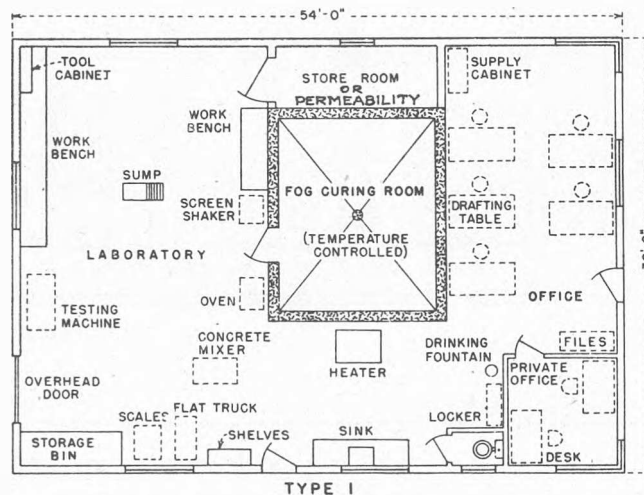 54'-0"
TOOL
CABINET
STORE ROOM
OR
PERMEABILITY
SUPPLY
CABINET
WORK
BENCH
WORK
BENCH
SUMP
FOG CURING ROOM
SCREEN
SHAKER
DRAFTING
TABLE
(TEMPERATURE
CONTROLLED)
LABORATORY
OVEN
OFFICE
TESTING
MACHINE
CONCRETE
MIXER
HEATER
DRINKING
FOUNTAIN
FILES
PRIVATE
OFFICE
OVERHEAD
DOOR
SCALES
FLAT TRUCK
LOCKER
STORAGE
BIN
SHELVES
SINK
DESK
TYPE I